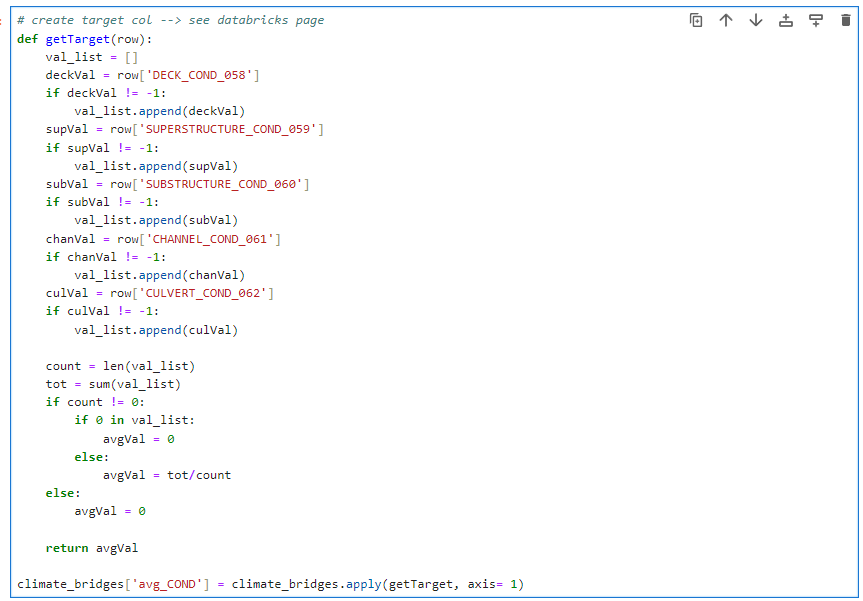 # create target col --> see databricks page
def getTarget(row):
    val_list = []
    deckVal = row['DECK_COND_058']
    if deckVal != -1:
        val_list.append(deckVal)
    supVal = row['SUPERSTRUCTURE_COND_059']
    if supVal != -1:
        val_list.append(supVal)
    subVal = row['SUBSTRUCTURE_COND_060']
    if subVal != -1:
        val_list.append(subVal)
    chanVal = row['CHANNEL_COND_061']
    if chanVal != -1:
        val_list.append(chanVal)
    culVal = row['CULVERT_COND_062']
    if culVal != -1:
        val_list.append(culVal)

    count = len(val_list)
    tot = sum(val_list)
    if count != 0:
        if 0 in val_list:
            avgVal = 0
        else:
            avgVal = tot/count
    else:
        avgVal = 0

    return avgVal

climate_bridges['avg_COND'] = climate_bridges.apply(getTarget, axis= 1)